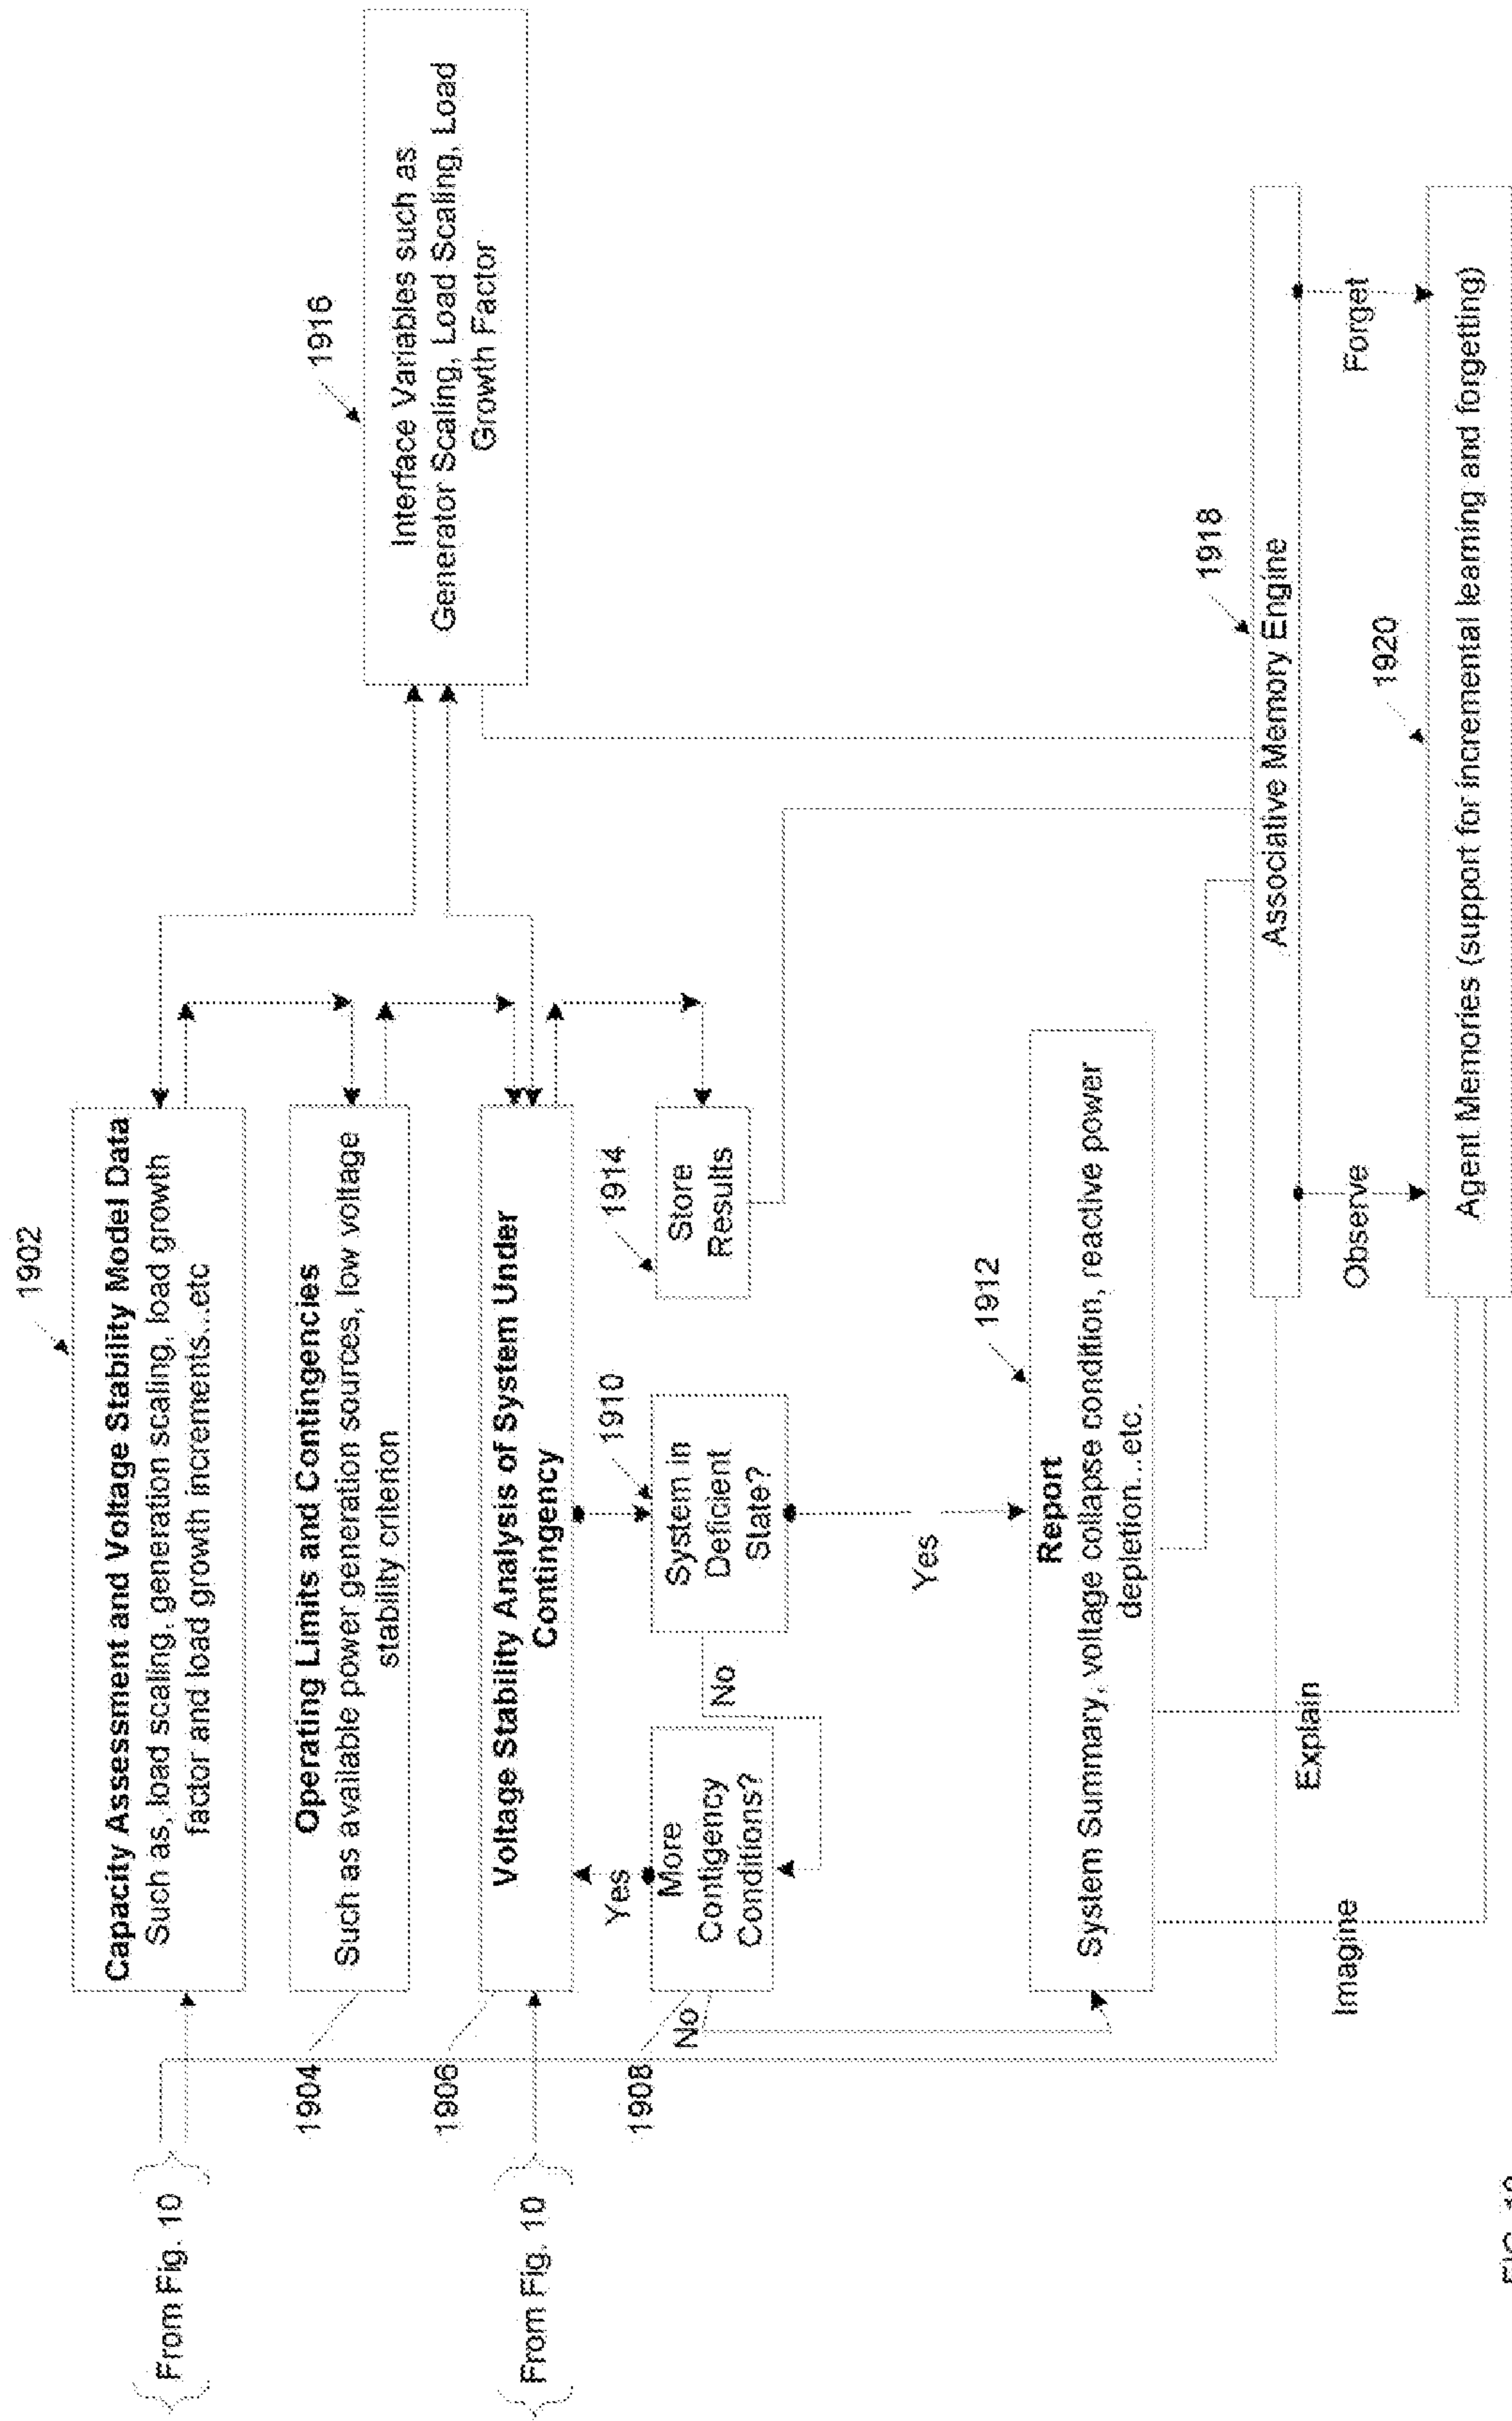 1902
Capacity Assessment and Voltage Stability Model Data
Such as, load scaling, generation scaling, load growth
factor and load growth increments...etc
From Fig. 10
1904
Operating Limits and Contingencies
Such as available power generation sources, low voltage
stability criterion
1916
Interface Variables such as
Generator Scaling, Load Scaling, Load
Growth Factor
1906
Voltage Stability Analysis of System Under
Contingency
From Fig. 10
1908
Yes
More
Contigency
Conditions?
No
No
1910
System in
Deficient
State?
1914
Store
Results
Yes
1912
Report
System Summary, voltage collapse condition, reactive power
depletion...etc.
1918
Associative Memory Engine
Imagine
Explain
Observe
Forget
1920
Agent Memories (support for incremental learning and forgetting)